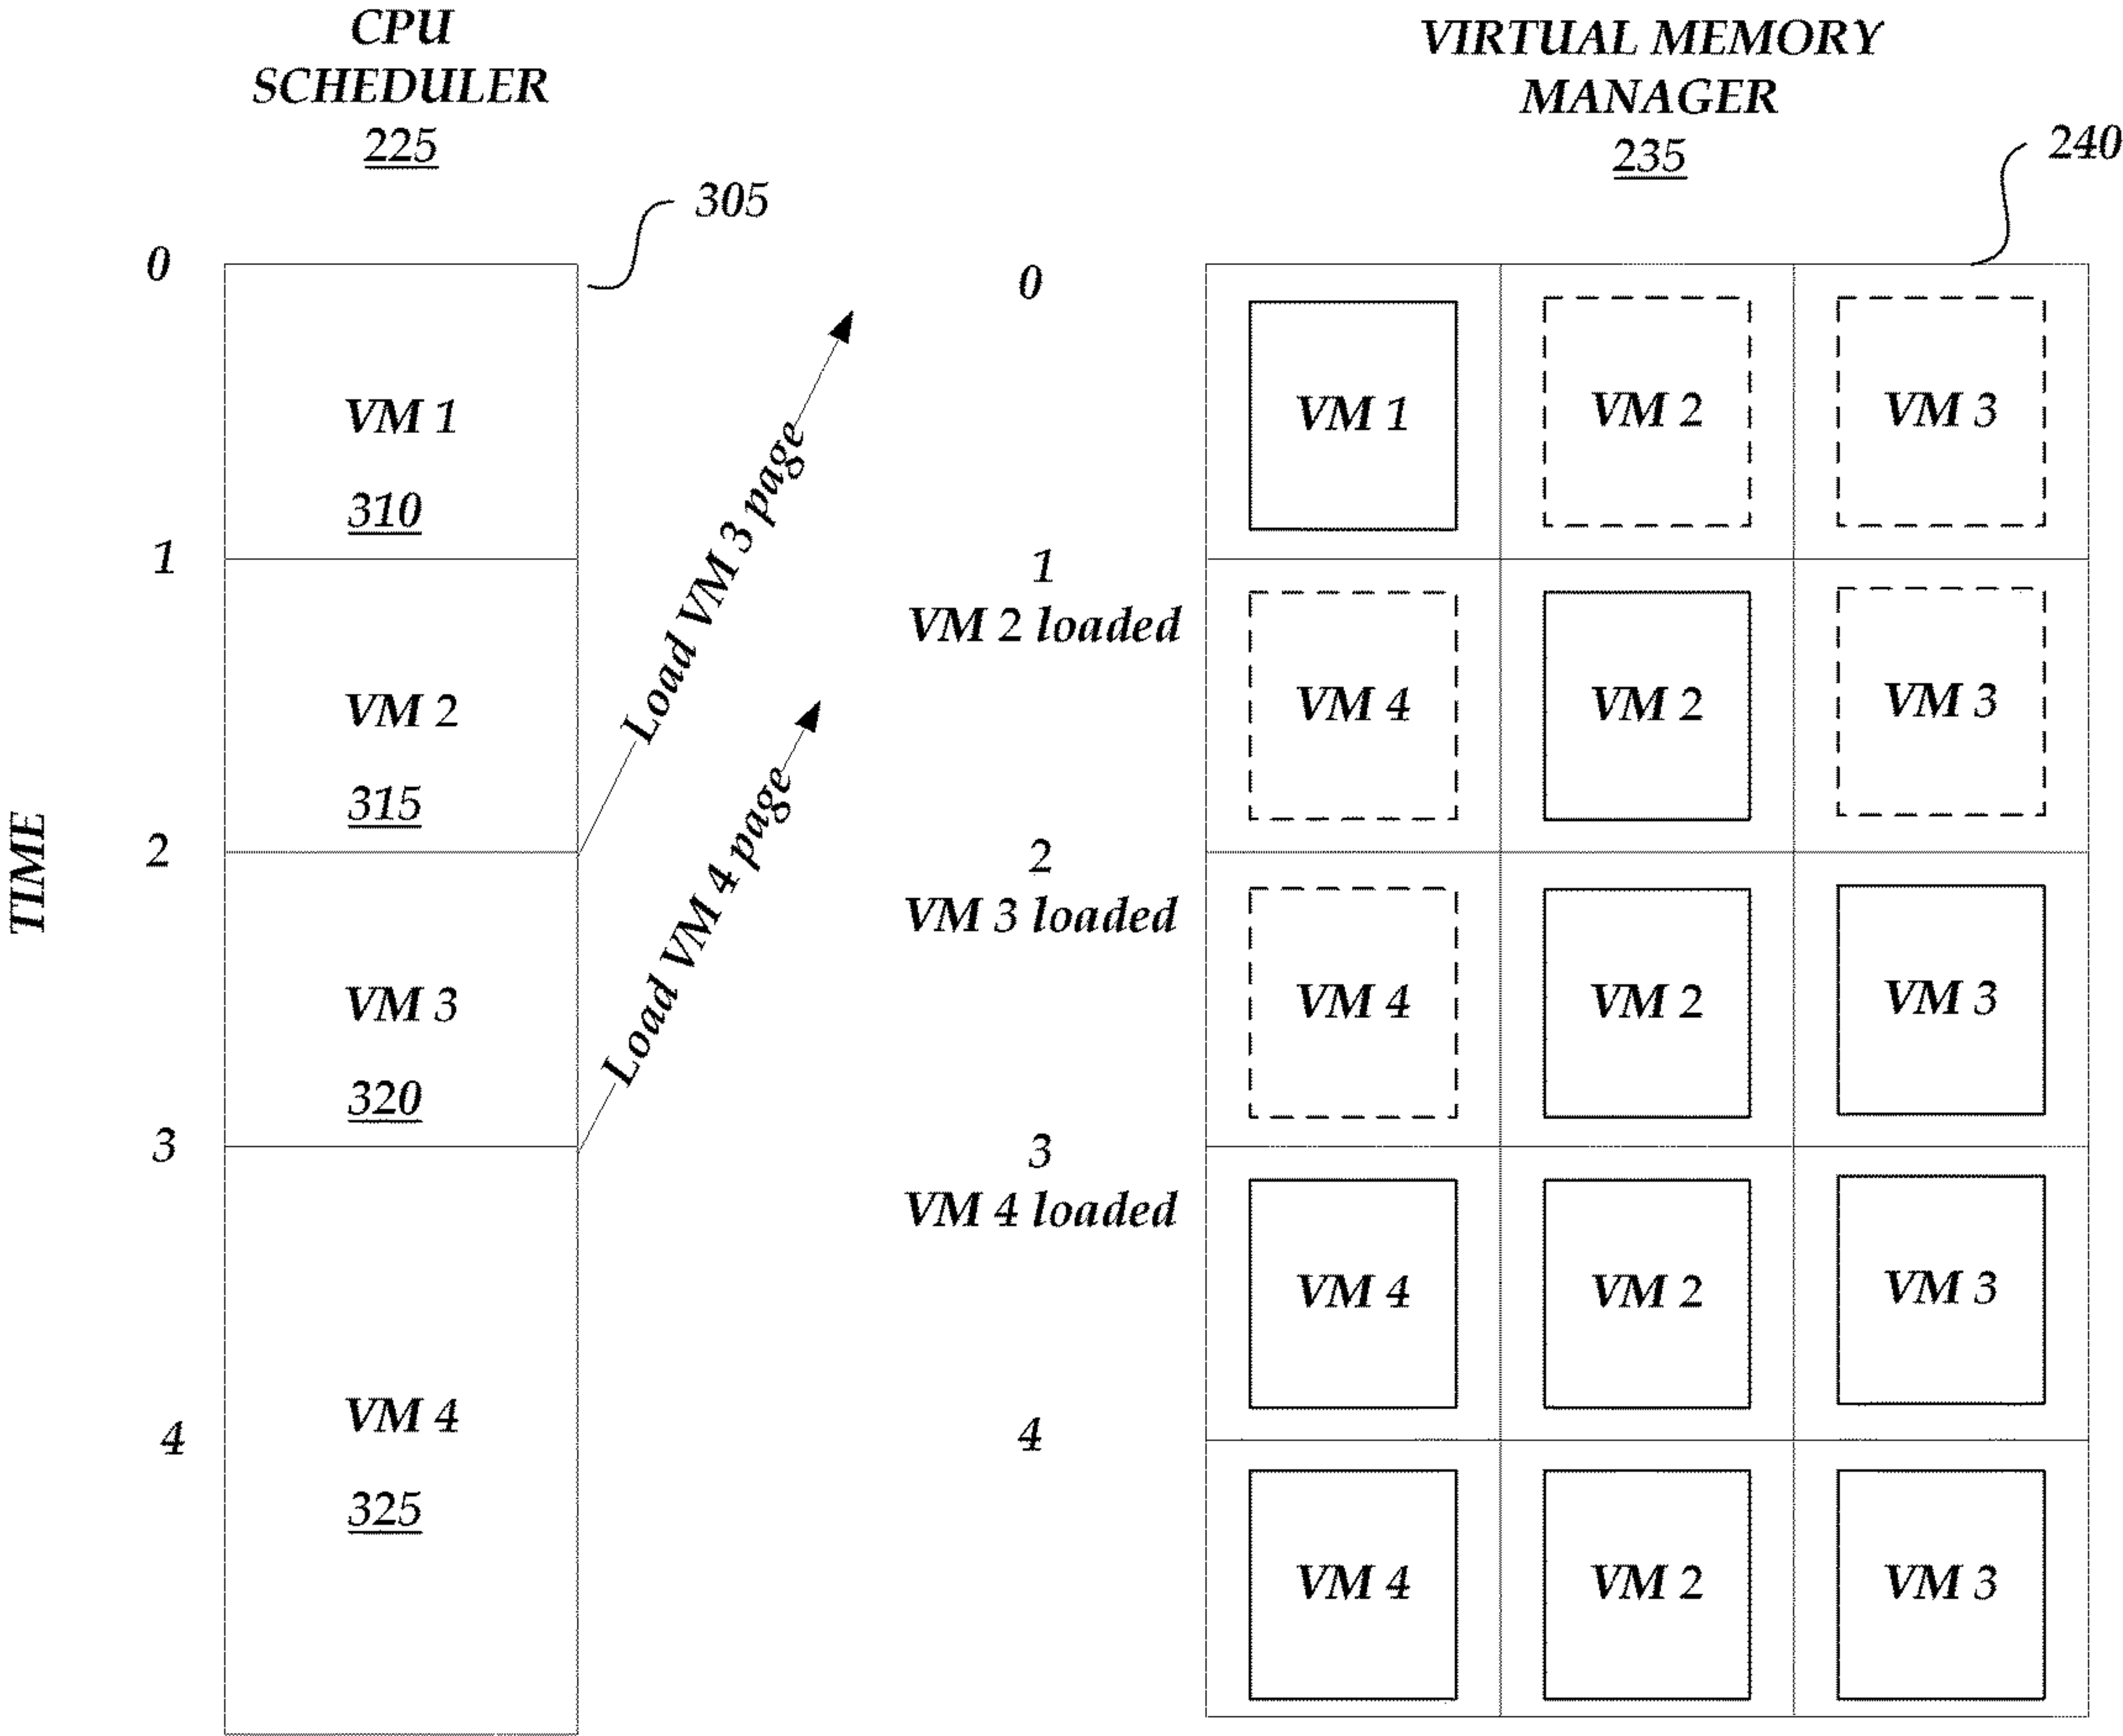 CPU
SCHEDULER
225
305
TIME
0
VM 1
310
1
VM 2
315
2
VM 3
320
3
VM 4
4
325
Load VM 3 page
Load VM 4 page
VIRTUAL MEMORY
MANAGER
235
240
0
VM 1 VM 2 VM 3
1
VM 2 loaded
VM 4 VM 2 VM 3
2
VM 3 loaded
VM 4 VM 2 VM 3
3
VM 4 loaded
VM 4 VM 2 VM 3
4
VM 4 VM 2 VM 3